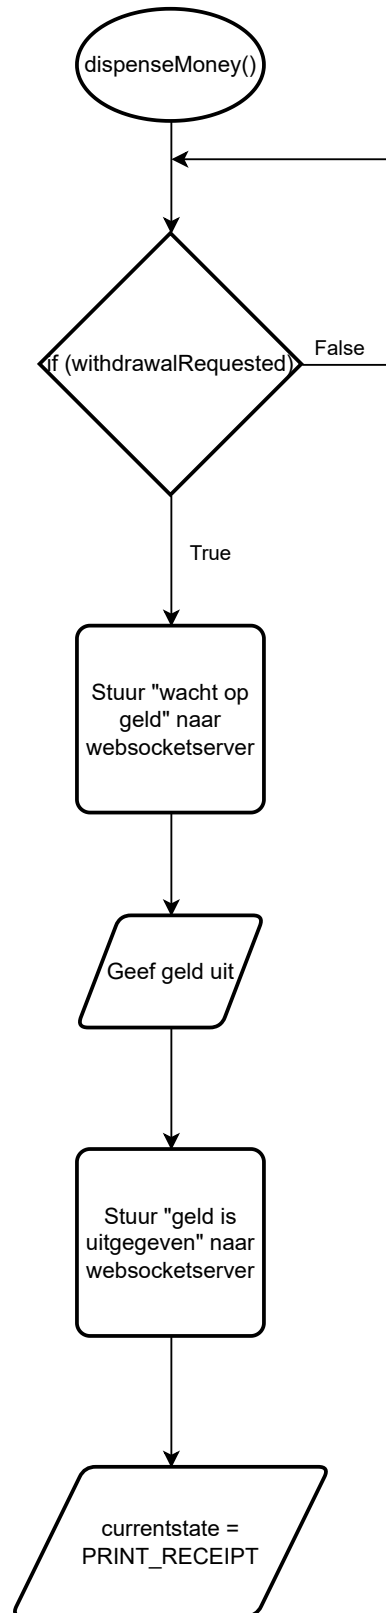 dispenseMoney()
if (withdrawalRequested)
False
True
Stuur "wacht op
geld" naar
websocketserver
Geef geld uit
Stuur "geld is
uitgegeven" naar
websocketserver
currentstate =
PRINT_RECEIPT